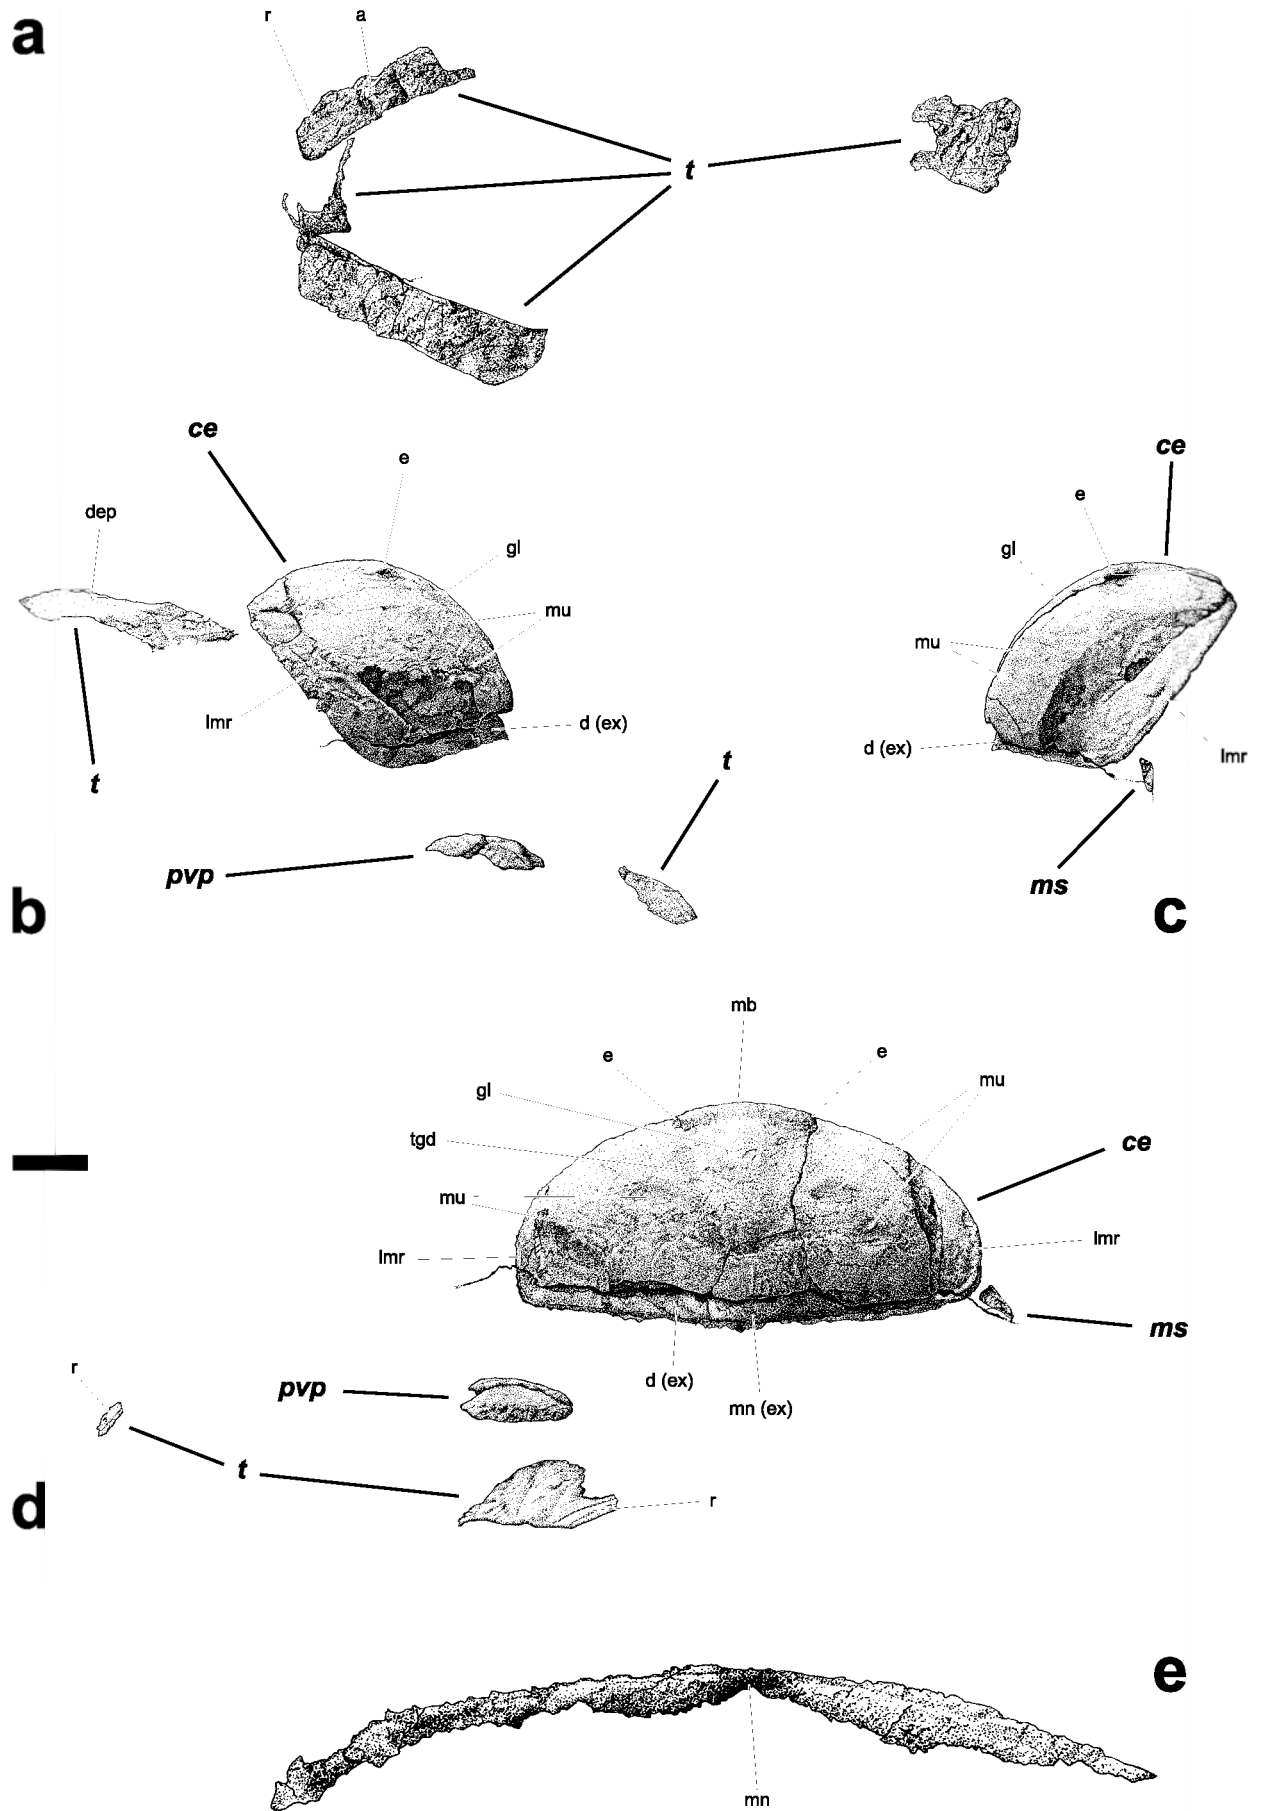 a
r a
t
ce
e
dep
gl
mu
lmr
d (ex)
t
t
pvp
b
ce
e
gl
mu
d (ex)
lmr
ms
c
mb
e e
gl mu
tgd ce
mu
lmr lmr
ms
r
pvp d (ex)
mn (ex)
t
d r
e
mn